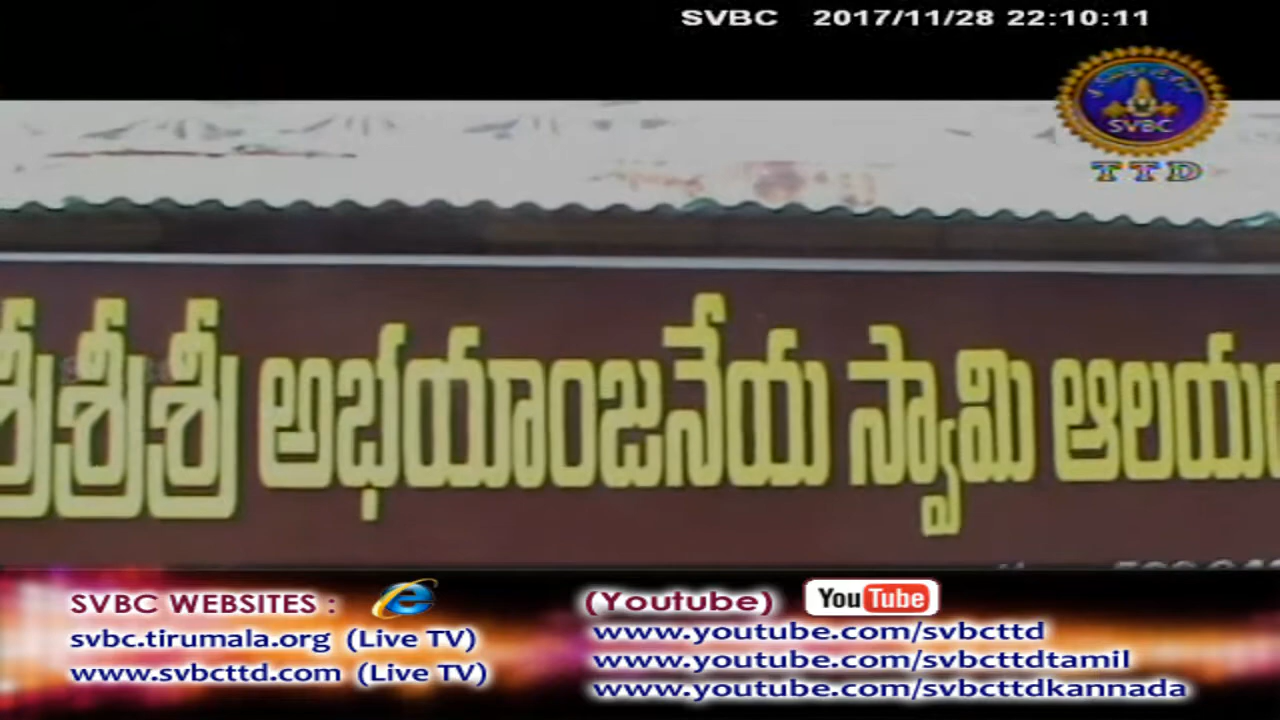 SVBC 2017/11/28 22:10:11
SVBC
TTD
శ్రీశ్రీశ్రీ అభయాంజనేయ స్వామి ఆలయం
SVBC WEBSITES :
svbc.tirumala.org (Live TV)
www.svbcttd.com (Live TV)
(Youtube) YouTube
www.youtube.com/svbcttd
www.youtube.com/svbcttdtamil
www.youtube.com/svbcttdkannada